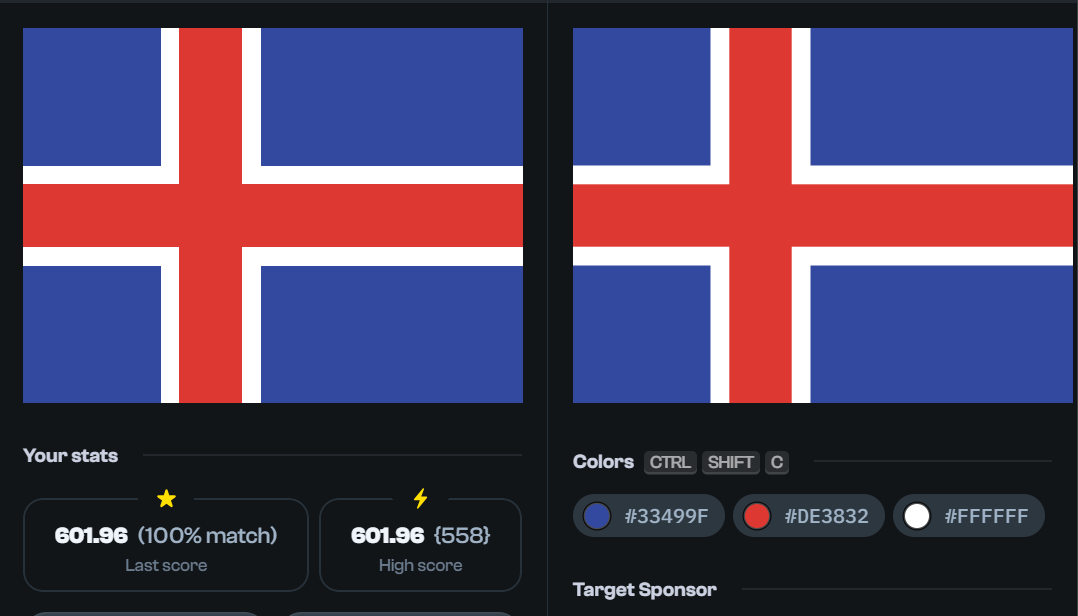 Your stats
601.96 (100% match)
Last score
601.96 {558}
High score
Colors CTRL SHIFT C
#33499F #DE3832 #FFFFFF
Target Sponsor